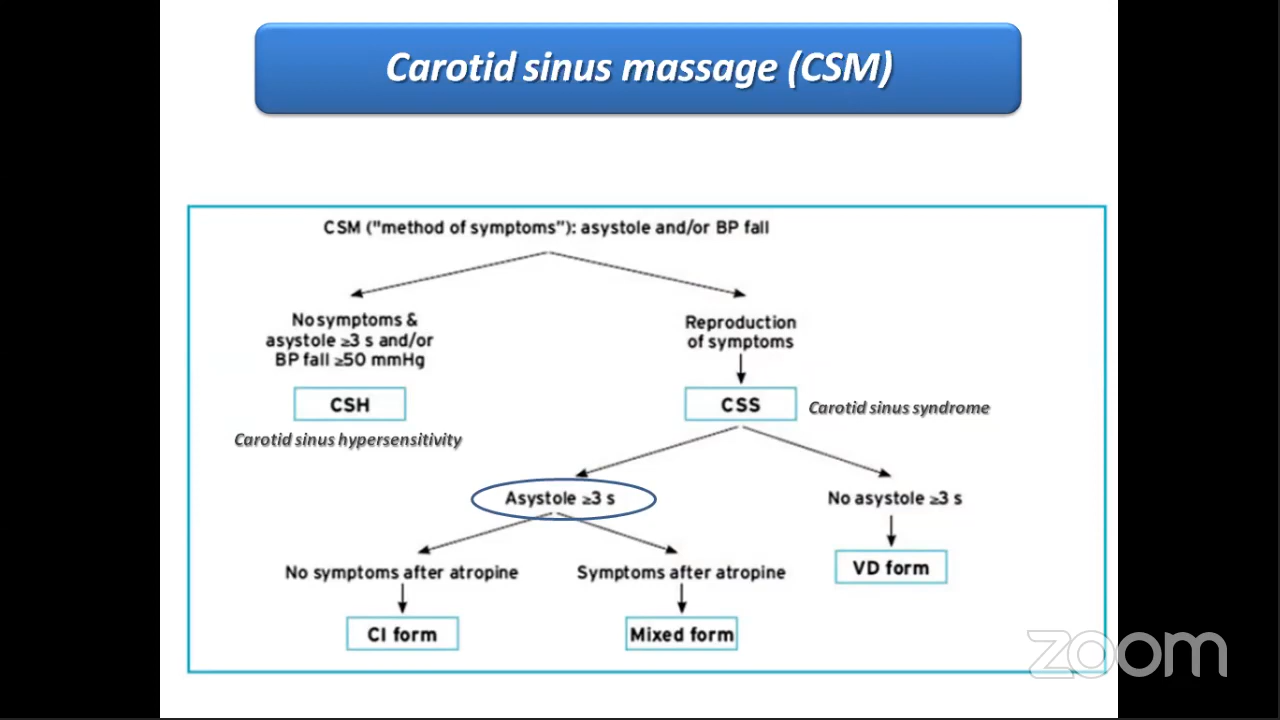 Carotid sinus massage (CSM)
CSM ("method of symptoms"): asystole and/or BP fall
No symptoms &
asystole ≥3 s and/or
BP fall ≥50 mmHg
CSH
Carotid sinus hypersensitivity
Reproduction
of symptoms
CSS
Carotid sinus syndrome
Asystole ≥3 s
No asystole ≥3 s
No symptoms after atropine
Symptoms after atropine
VD form
CI form
Mixed form
zoom